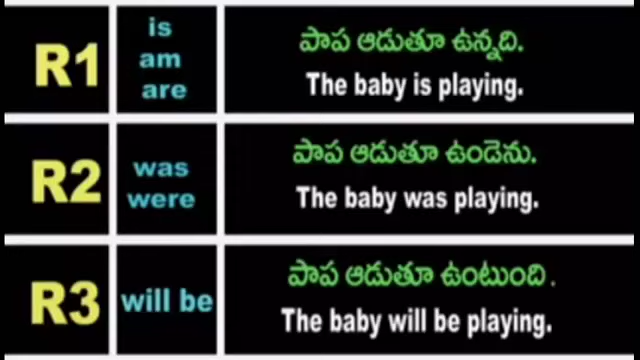 R1
is
am
are
పాప ఆడుతూ ఉన్నది.
The baby is playing.
R2
was
were
పాప ఆడుతూ ఉండెను.
The baby was playing.
R3
will be
పాప ఆడుతూ ఉంటుంది.
The baby will be playing.